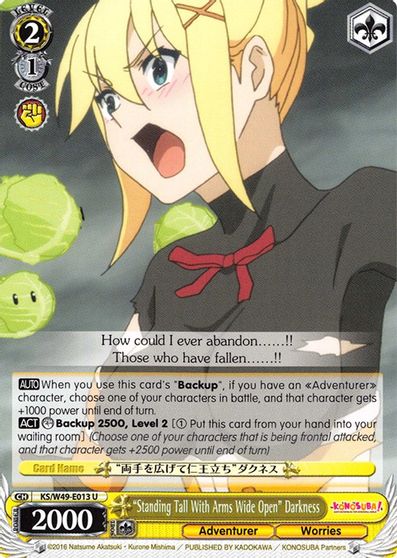 LEVEL
2
1
COST
How could I ever abandon......!!
Those who have fallen......!!
AUTO When you use this card's "Backup", if you have an «Adventurer»
character, choose one of your characters in battle, and that character gets
+1000 power until end of turn.
ACT Backup 2500, Level 2 [① Put this card from your hand into your
waiting room] (Choose one of your characters that is being frontal attacked,
and that character gets +2500 power until end of turn)
Card Name "両手を広げて仁王立ち"ダクネス
CH KS/W49-E013 U
POWER 2000
"Standing Tall With Arms Wide Open" Darkness
KONOSUBA!
Adventurer Worries
©2016 Natsume Akatsuki・Kurone Mishima / PUBLISHED BY KADOKAWA / KONOSUBA Partners